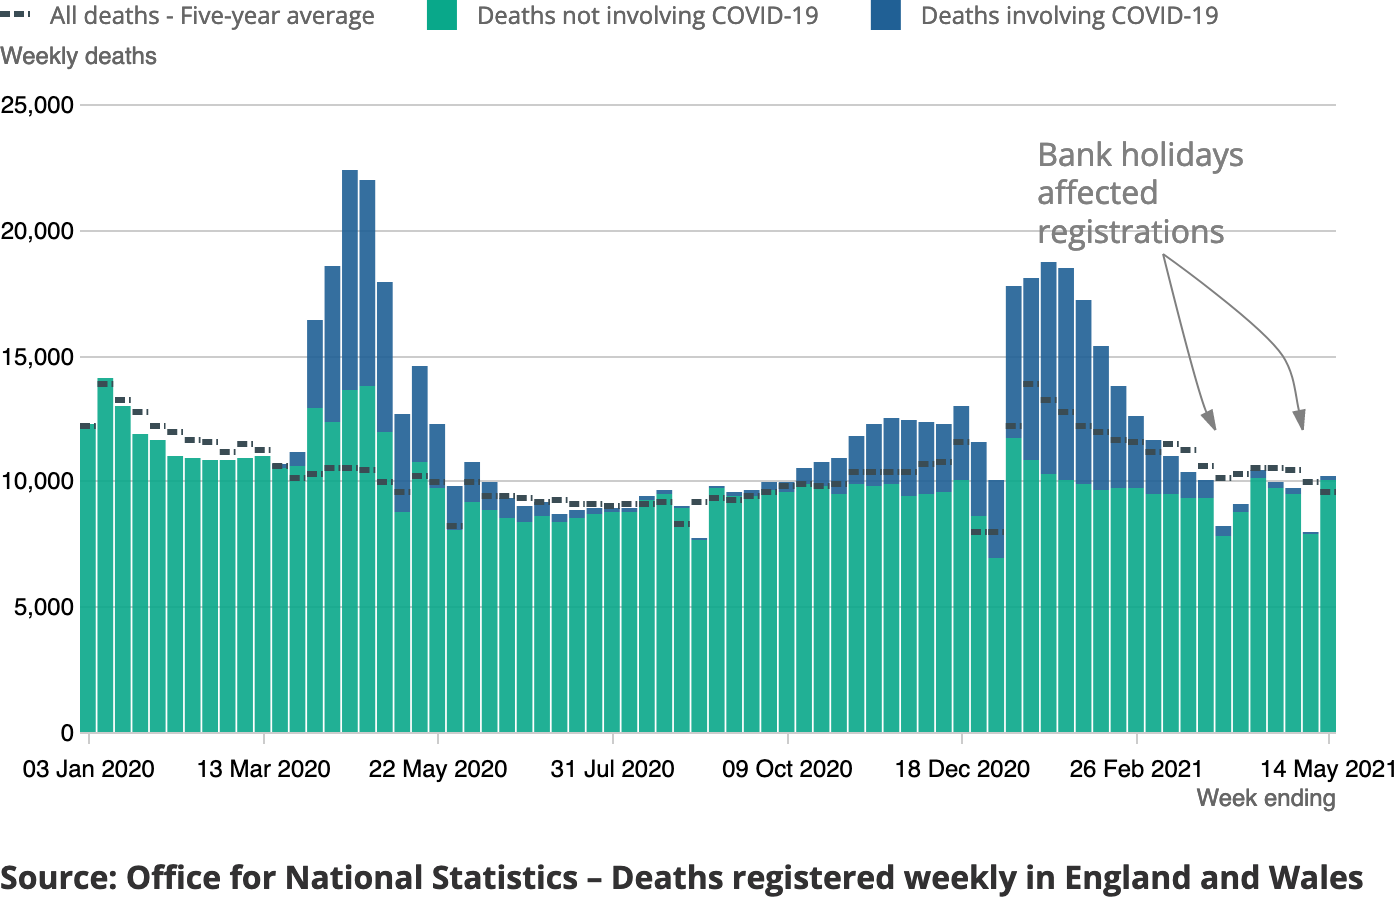 All deaths - Five-year average
Deaths not involving COVID-19
Deaths involving COVID-19
Weekly deaths
25,000
Bank holidays
affected
registrations
20,000
15,000
10,000
5,000
0
03 Jan 2020
13 Mar 2020
22 May 2020
31 Jul 2020
09 Oct 2020
18 Dec 2020
26 Feb 2021
14 May 2021
Week ending
Source: Office for National Statistics – Deaths registered weekly in England and Wales